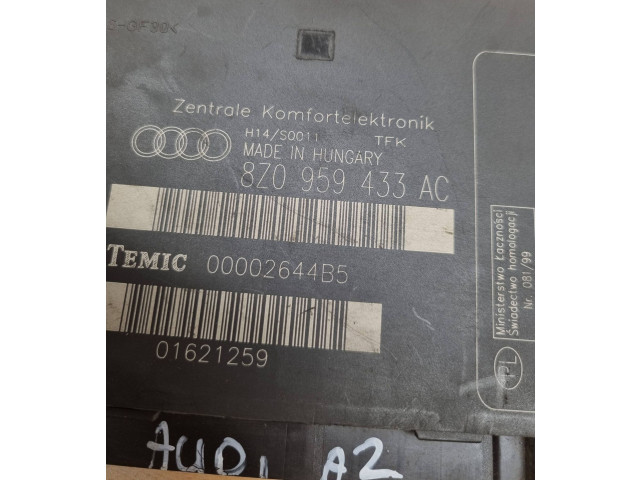 Zentrale Komfortelektronik
H14/S0011 TFK
MADE IN HUNGARY
8Z0 959 433 AC
TEMIC 00002644B5
01621259
Ministerstwo Łączności
Świadectwo homologacji
Nr. 081/99
PL
AUDI A2